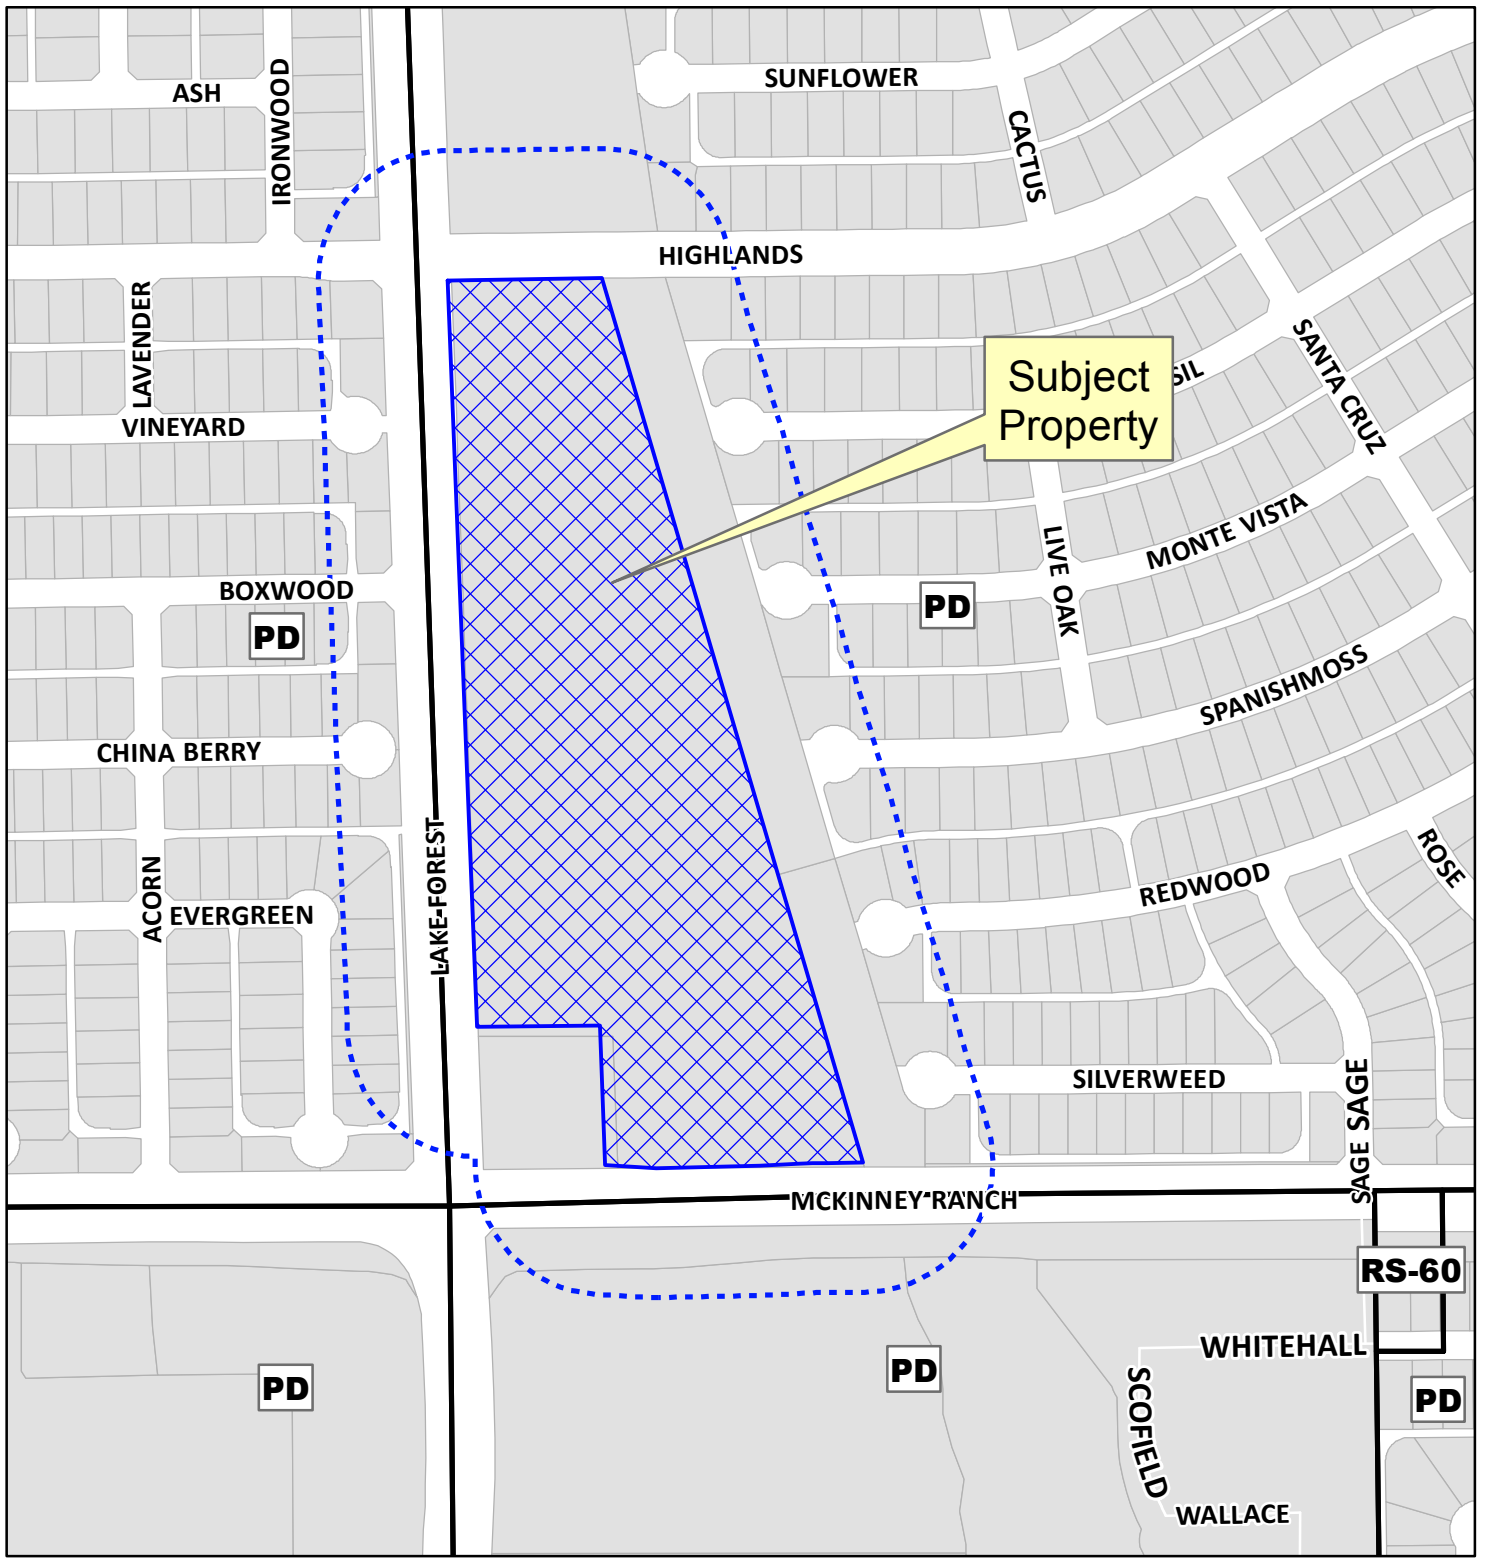 SUNFLOWER
ASH
IRONWOOD
CACTUS
HIGHLANDS
LAVENDER
SANTA CRUZ
Subject
Property
SIL
VINEYARD
MONTE VISTA
LIVE OAK
BOXWOOD
PD
PD
SPANISHMOSS
CHINA BERRY
LAKE FOREST
ROSE
REDWOOD
ACORN
EVERGREEN
SILVERWEED
SAGE SAGE
MCKINNEY RANCH
RS-60
WHITEHALL
PD
PD
PD
SCOFIELD
WALLACE